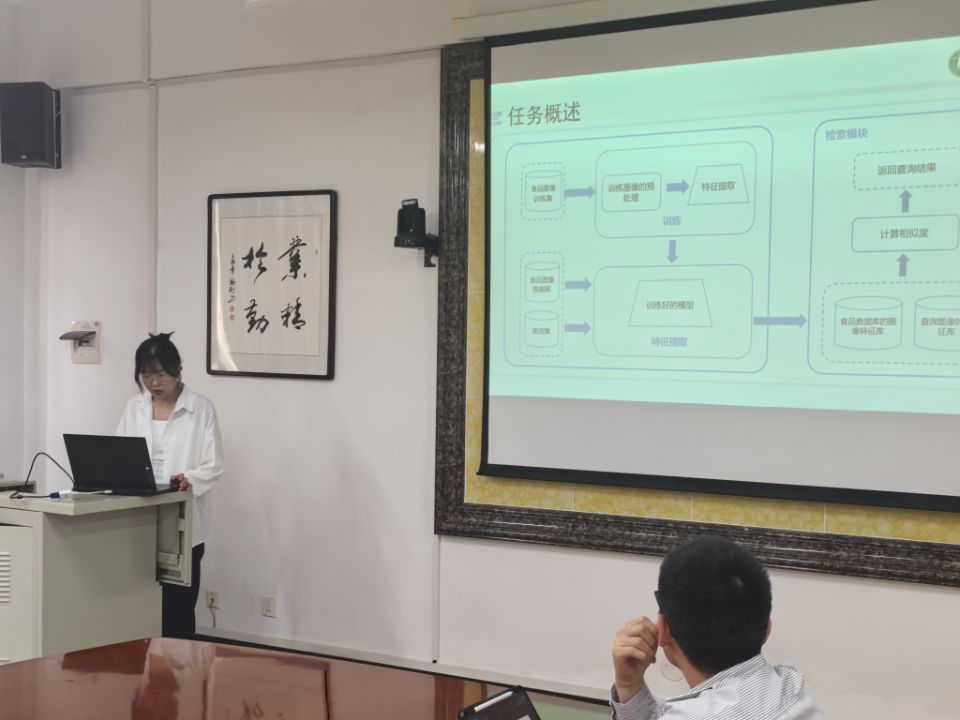 業精
於勤
任务概述
食品图像
训练集
训练图像的预
处理
特征提取
训练
食品图像
数据库
查询集
训练好的模型
特征提取
检索模块
返回查询结果
计算相似度
食品数据库的图
像特征库
查询图像的
征库